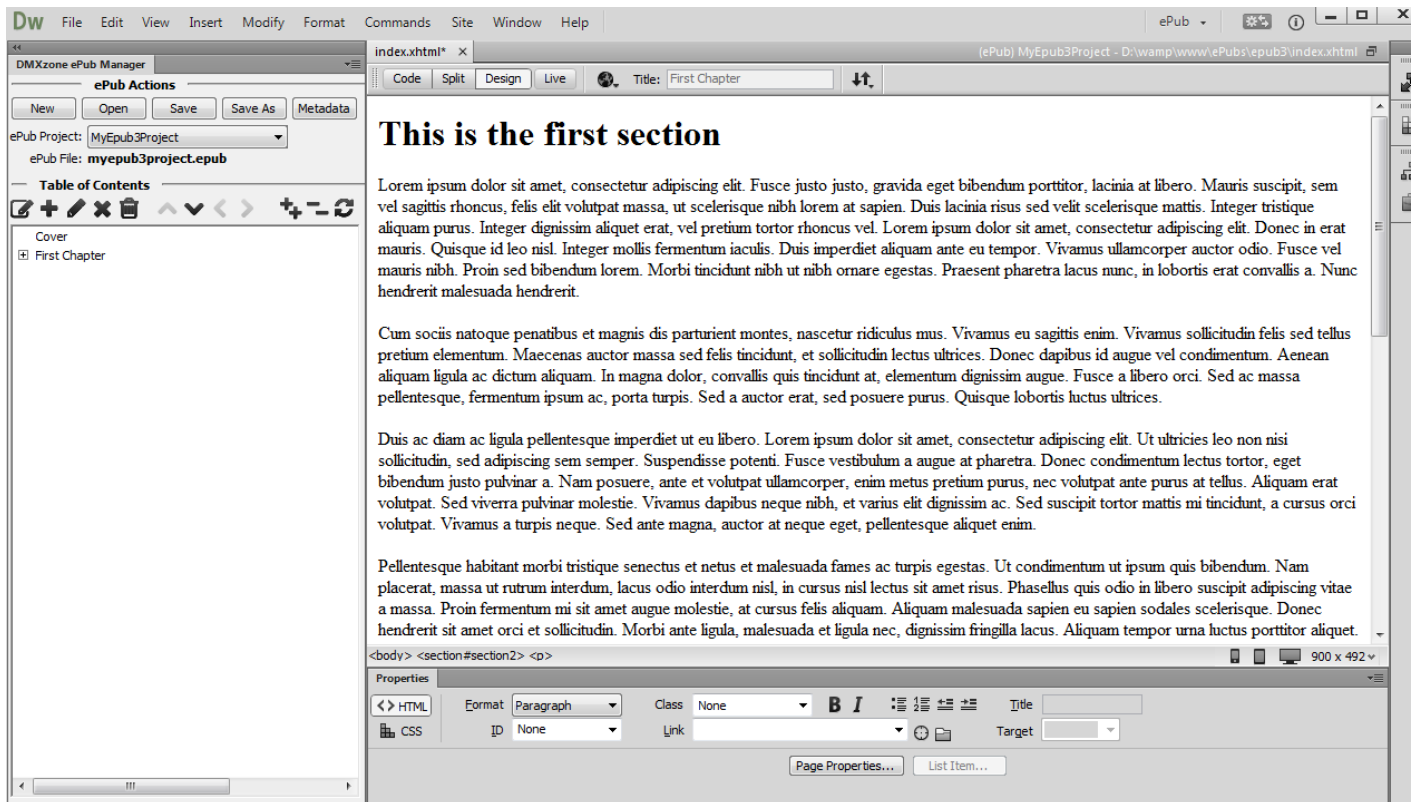 Dw File Edit View Insert Modify Format Commands Site Window Help ePub
DMXzone ePub Manager
ePub Actions
New Open Save Save As Metadata
ePub Project: MyEpub3Project
ePub File: myepub3project.epub
Table of Contents
Cover
First Chapter
index.xhtml* (ePub) MyEpub3Project - D:\wamp\www\ePubs\epub3\index.xhtml
Code Split Design Live Title: First Chapter
This is the first section
Lorem ipsum dolor sit amet, consectetur adipiscing elit. Fusce justo justo, gravida eget bibendum porttitor, lacinia at libero. Mauris suscipit, sem
vel sagittis rhoncus, felis elit volutpat massa, ut scelerisque nibh lorem at sapien. Duis lacinia risus sed velit scelerisque mattis. Integer tristique
aliquam purus. Integer dignissim aliquet erat, vel pretium tortor rhoncus vel. Lorem ipsum dolor sit amet, consectetur adipiscing elit. Donec in erat
mauris. Quisque id leo nisl. Integer mollis fermentum iaculis. Duis imperdiet aliquam ante eu tempor. Vivamus ullamcorper auctor odio. Fusce vel
mauris nibh. Proin sed bibendum lorem. Morbi tincidunt nibh ut nibh ornare egestas. Praesent pharetra lacus nunc, in lobortis erat convallis a. Nunc
hendrerit malesuada hendrerit.
Cum sociis natoque penatibus et magnis dis parturient montes, nascetur ridiculus mus. Vivamus eu sagittis enim. Vivamus sollicitudin felis sed tellus
pretium elementum. Maecenas auctor massa sed felis tincidunt, et sollicitudin lectus ultrices. Donec dapibus id augue vel condimentum. Aenean
aliquam ligula ac dictum aliquam. In magna dolor, convallis quis tincidunt at, elementum dignissim augue. Fusce a libero orci. Sed ac massa
pellentesque, fermentum ipsum ac, porta turpis. Sed a auctor erat, sed posuere purus. Quisque lobortis luctus ultrices.
Duis ac diam ac ligula pellentesque imperdiet ut eu libero. Lorem ipsum dolor sit amet, consectetur adipiscing elit. Ut ultricies leo non nisi
sollicitudin, sed adipiscing sem semper. Suspendisse potenti. Fusce vestibulum a augue at pharetra. Donec condimentum lectus tortor, eget
bibendum justo pulvinar a. Nam posuere, ante et volutpat ullamcorper, enim metus pretium purus, nec volutpat ante purus at tellus. Aliquam erat
volutpat. Sed viverra pulvinar molestie. Vivamus dapibus neque nibh, et varius elit dignissim ac. Sed suscipit tortor mattis mi tincidunt, a cursus orci
volutpat. Vivamus a turpis neque. Sed ante magna, auctor at neque eget, pellentesque aliquet enim.
Pellentesque habitant morbi tristique senectus et netus et malesuada fames ac turpis egestas. Ut condimentum ut ipsum quis bibendum. Nam
placerat, massa ut rutrum interdum, lacus odio interdum nisl, in cursus nisl lectus sit amet risus. Phasellus quis odio in libero suscipit adipiscing vitae
a massa. Proin fermentum mi sit amet augue molestie, at cursus felis aliquam. Aliquam malesuada sapien eu sapien sodales scelerisque. Donec
hendrerit sit amet orci et sollicitudin. Morbi ante ligula, malesuada et ligula nec, dignissim fringilla lacus. Aliquam tempor urna luctus porttitor aliquet.
<body> <section#section2> <p> 900 x 492
Properties
<> HTML Format Paragraph Class None B I Title
CSS ID None Link Target
Page Properties... List Item...